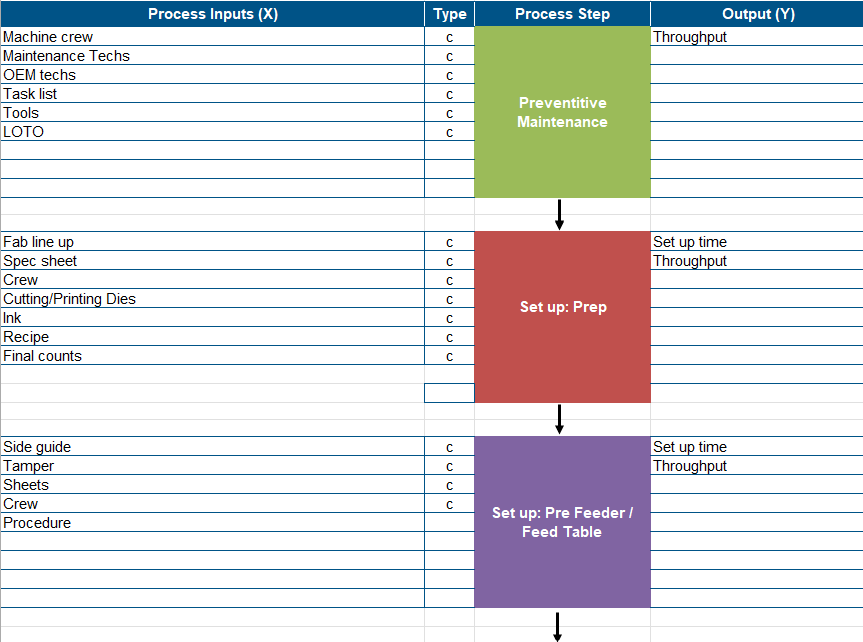 Process Inputs (X) Type Process Step Output (Y)
Machine crew c Throughput
Maintenance Techs c
OEM techs c
Task list c
Tools c
LOTO c
Preventitive
Maintenance
Fab line up c Set up time
Spec sheet c Throughput
Crew c
Cutting/Printing Dies c
Ink c
Recipe c
Final counts c
Set up: Prep
Side guide c Set up time
Tamper c Throughput
Sheets c
Crew c
Procedure
Set up: Pre Feeder /
Feed Table